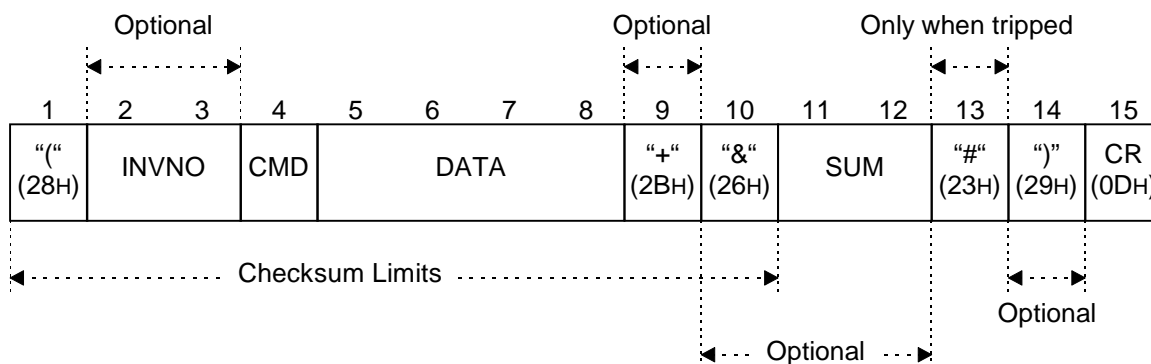 Optional Optional Only when tripped
1 2 3 4 5 6 7 8 9 10 11 12 13 14 15
“(“ INVNO CMD DATA “+“ “&“ SUM “#“ “)” CR
(28H) (2BH) (26H) (23H) (29H) (0DH)
Checksum Limits
Optional
Optional